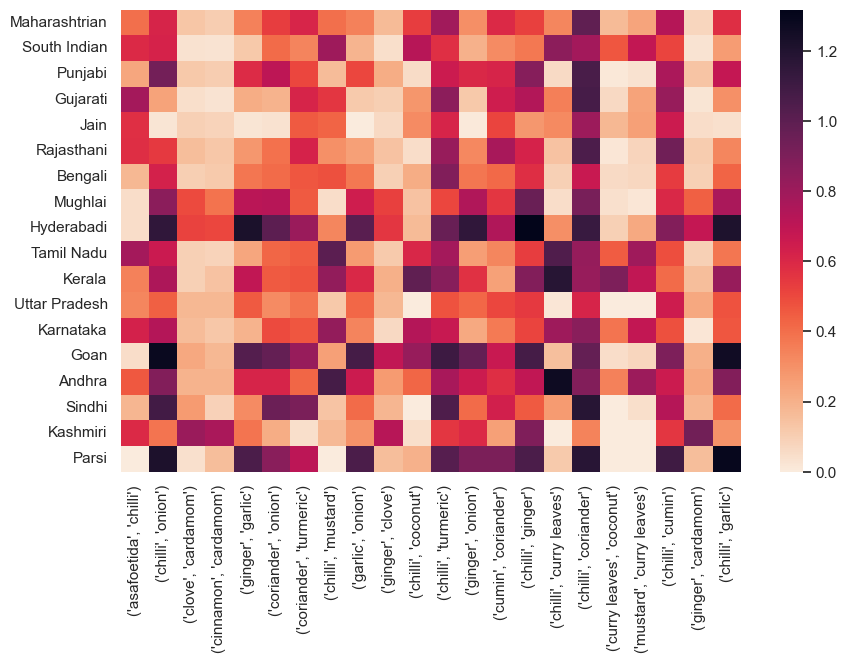 Maharashtrian
South Indian
Punjabi
Gujarati
Jain
Rajasthani
Bengali
Mughlai
Hyderabadi
Tamil Nadu
Kerala
Uttar Pradesh
Karnataka
Goan
Andhra
Sindhi
Kashmiri
Parsi
('asafoetida', 'chilli')
('chilli', 'onion')
('clove', 'cardamom')
('cinnamon', 'cardamom')
('ginger', 'garlic')
('coriander', 'onion')
('coriander', 'turmeric')
('chilli', 'mustard')
('garlic', 'onion')
('ginger', 'clove')
('chilli', 'coconut')
('chilli', 'turmeric')
('ginger', 'onion')
('cumin', 'coriander')
('chilli', 'ginger')
('chilli', 'curry leaves')
('chilli', 'coriander')
('curry leaves', 'coconut')
('mustard', 'curry leaves')
('chilli', 'cumin')
('ginger', 'cardamom')
('chilli', 'garlic')
1.2
1.0
0.8
0.6
0.4
0.2
0.0